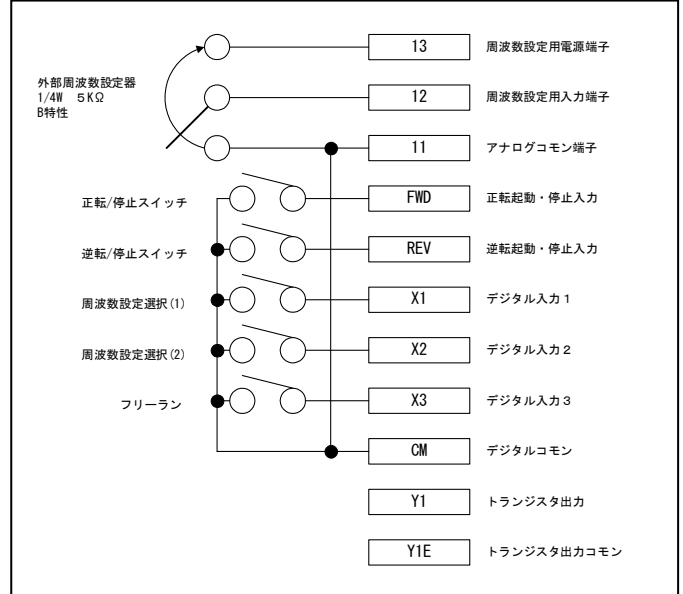 13 周波数設定用電源端子
外部周波数設定器
1/4W ５KΩ
B特性
12 周波数設定用入力端子
11 アナログコモン端子
正転/停止スイッチ FWD 正転起動・停止入力
逆転/停止スイッチ REV 逆転起動・停止入力
周波数設定選択(1) X1 デジタル入力１
周波数設定選択(2) X2 デジタル入力２
フリーラン X3 デジタル入力３
CM デジタルコモン
Y1 トランジスタ出力
Y1E トランジスタ出力コモン